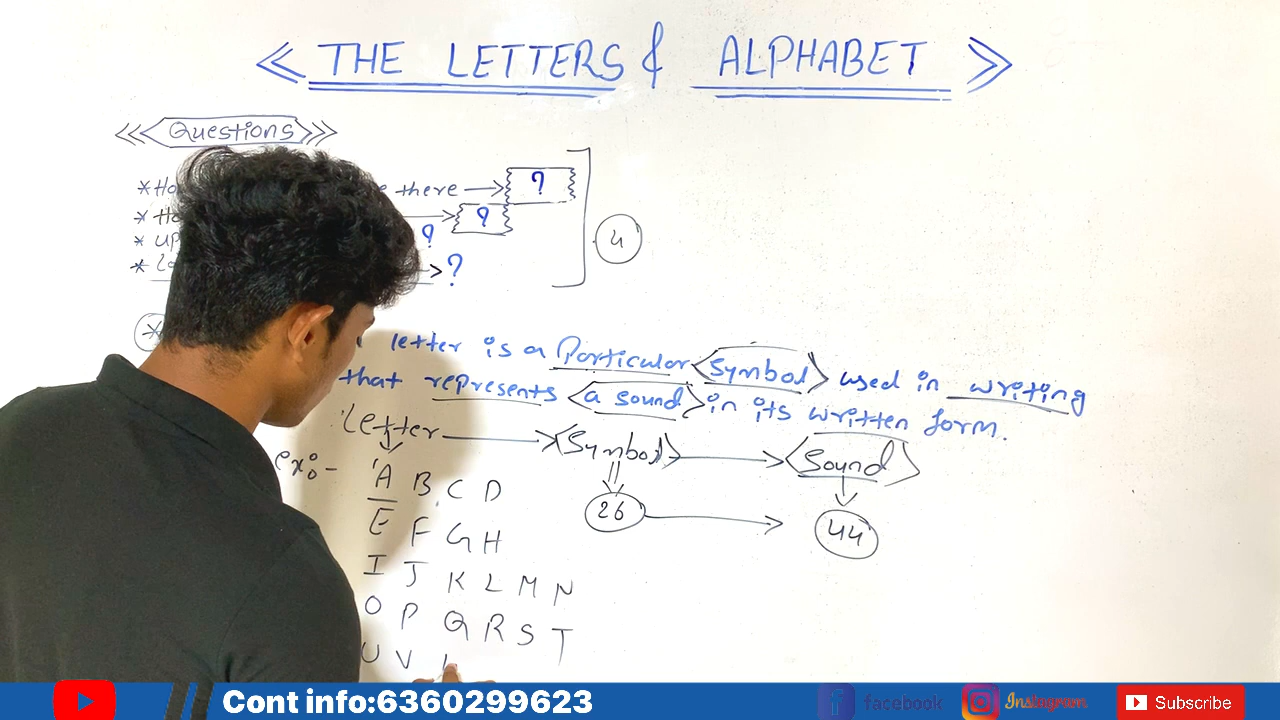 THE LETTERS & ALPHABET
Questions
* there → ?
* → ?
* UP ?
* > ?
*
letter is a Particular <symbol> used in writing
that represents <a sound> in its written form.
Letter → <Symbol> → <Sound>
ex:- A B C D
26 → 44
E F G H
I J K L M N
O P Q R S T
U V
4
Cont info:6360299623
facebook
Instagram
Subscribe